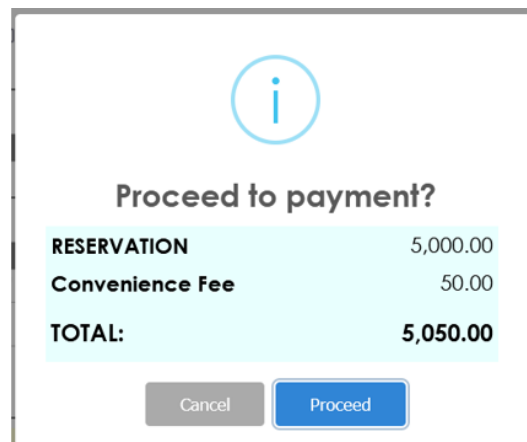 Proceed to payment?
RESERVATION 5,000.00
Convenience Fee 50.00
TOTAL: 5,050.00
Cancel Proceed